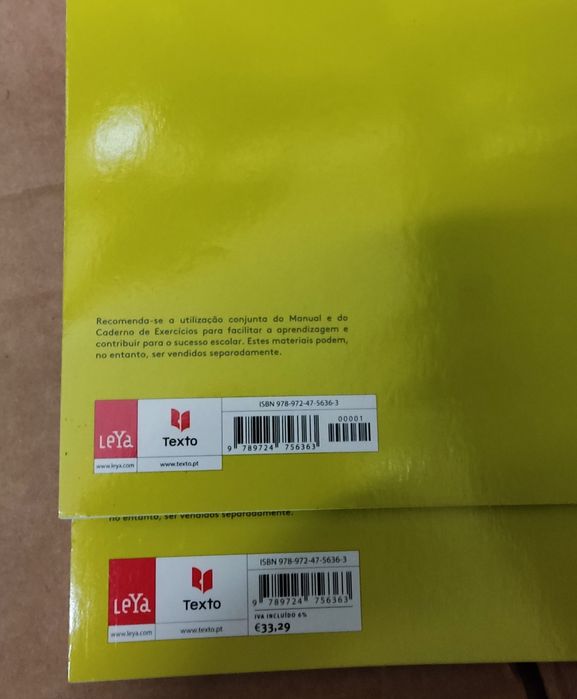 Recomenda-se a utilização conjunta do Manual e do
Caderno de Exercícios para facilitar a aprendizagem e
contribuir para o sucesso escolar. Estes materiais podem,
no entanto, ser vendidos separadamente.
LeYa
www.leya.com
Texto
www.texto.pt
ISBN 978-972-47-5636-3
00001
9 789724 756363
no entanto, ser vendidos separadamente.
LeYa
www.leya.com
Texto
www.texto.pt
ISBN 978-972-47-5636-3
9 789724 756363
IVA INCLUÍDO 6%
€33,29